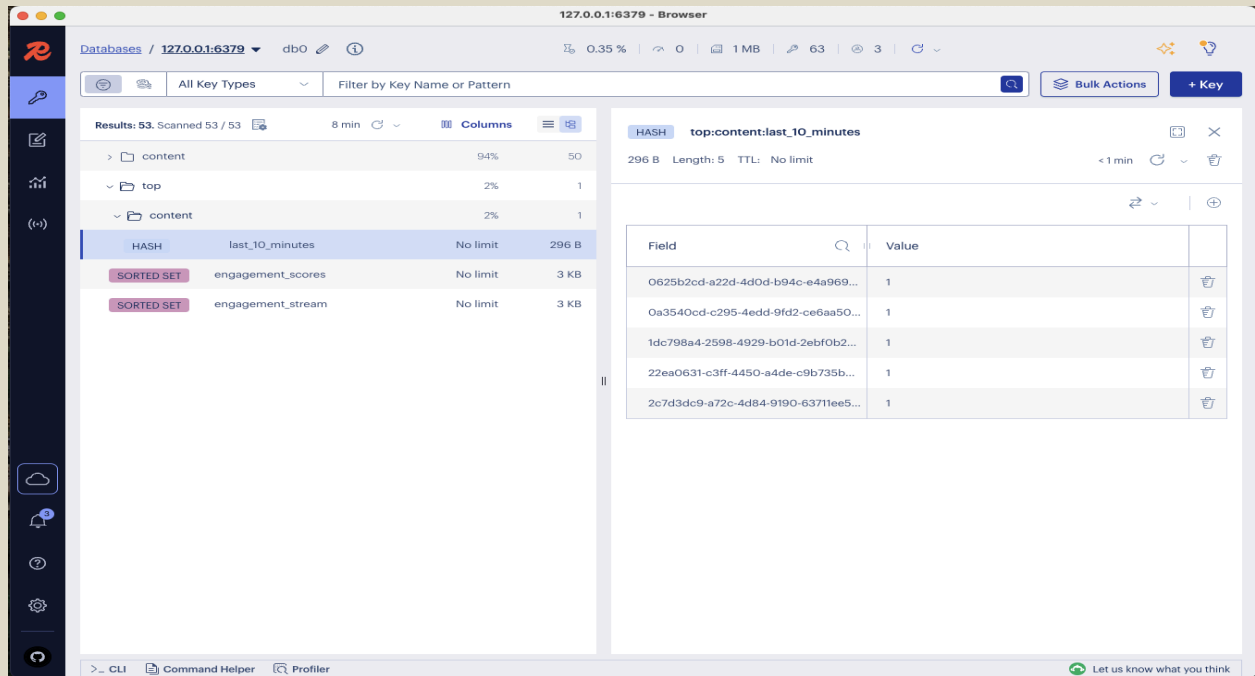 127.0.0.1:6379 - Browser
Databases / 127.0.0.1:6379 db0 0.35 % 0 1 MB 63 3
All Key Types Filter by Key Name or Pattern Bulk Actions + Key
Results: 53. Scanned 53 / 53 8 min Columns
content 94% 50
top 2% 1
content 2% 1
HASH last_10_minutes No limit 296 B
SORTED SET engagement_scores No limit 3 KB
SORTED SET engagement_stream No limit 3 KB
HASH top:content:last_10_minutes
296 B Length: 5 TTL: No limit < 1 min
Field Value
0625b2cd-a22d-4d0d-b94c-e4a969... 1
0a3540cd-c295-4edd-9fd2-ce6aa50... 1
1dc798a4-2598-4929-b01d-2ebf0b2... 1
22ea0631-c3ff-4450-a4de-c9b735b... 1
2c7d3dc9-a72c-4d84-9190-63711ee5... 1
3
>_ CLI Command Helper Profiler Let us know what you think